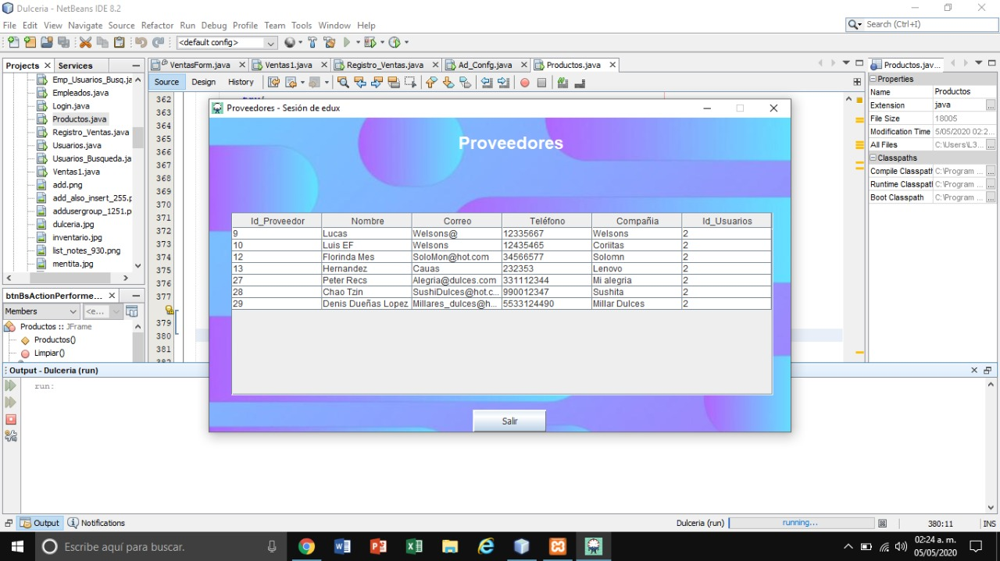 Dulceria - NetBeans IDE 8.2
File Edit View Navigate Source Refactor Run Debug Profile Team Tools Window Help
Search (Ctrl+I)
<default config>
Projects Services
VentasForm.java Ventas1.java Registro_Ventas.java Ad_Confg.java Productos.java
Source Design History
Emp_Usuarios_Busq.ja
Empleados.java
Login.java
Productos.java
Registro_Ventas.java
Usuarios.java
Usuarios_Busqueda.ja
Ventas1.java
add.png
add_also_insert_255.p
addusergroup_1251.p
dulceria.jpg
inventario.jpg
list_notes_930.png
mentita.jpg
362
363
364
365
366
367
368
369
370
371
372
373
374
375
376
377
379
380
381
Proveedores - Sesión de edux
Proveedores
Id_Proveedor Nombre Correo Teléfono Compañia Id_Usuarios
9 Lucas Welsons@ 12335667 Welsons 2
10 Luis EF Welsons 12435465 Coriitas 2
12 Florinda Mes SoloMon@hot.com 34566577 Solomn 2
13 Hernandez Cauas 232353 Lenovo 2
27 Peter Recs Alegria@dulces.com 331112344 Mi alegria 2
28 Chao Tzin SushiDulces@hot.c... 990012347 Sushita 2
29 Denis Dueñas Lopez Millares_dulces@h... 5533124490 Millar Dulces 2
Salir
Productos.jav...
Properties
Name Productos
Extension java
File Size 18005
Modification Time 5/05/2020 02:2...
All Files C:\Users\L3...
Classpaths
Compile Classpath C:\Program ...
Runtime Classpath C:\Program ...
Boot Classpath C:\Program ...
btnBsActionPerforme...
Members <e...
Productos :: JFrame
Productos()
Limpiar()
Output - Dulceria (run)
run:
Output Notifications
Dulceria (run) running... 380:11 INS
Escribe aquí para buscar.
02:24 a. m.
05/05/2020